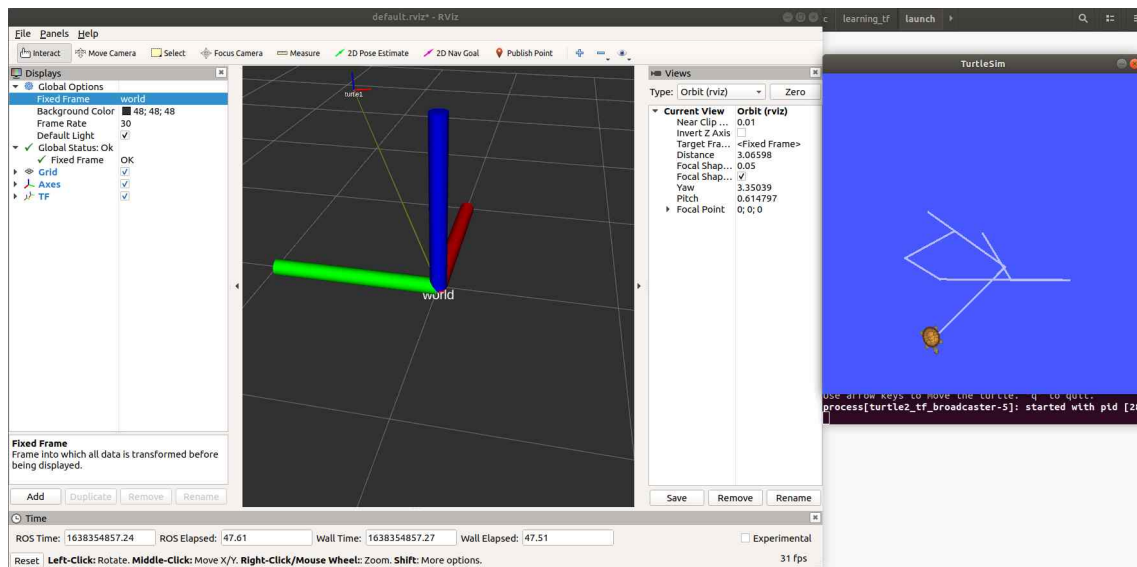 default.rviz* - RViz
File Panels Help
Interact Move Camera Select Focus Camera Measure 2D Pose Estimate 2D Nav Goal Publish Point
Displays
Global Options
Fixed Frame world
Background Color 48; 48; 48
Frame Rate 30
Default Light
Global Status: Ok
Fixed Frame OK
Grid
Axes
TF
Fixed Frame
Frame into which all data is transformed before
being displayed.
Add Duplicate Remove Rename
turtle1
world
Views
Type: Orbit (rviz) Zero
Current View Orbit (rviz)
Near Clip ... 0.01
Invert Z Axis
Target Fra... <Fixed Frame>
Distance 3.06598
Focal Shap... 0.05
Focal Shap...
Yaw 3.35039
Pitch 0.614797
Focal Point 0; 0; 0
Save Remove Rename
Time
ROS Time: 1638354857.24 ROS Elapsed: 47.61 Wall Time: 1638354857.27 Wall Elapsed: 47.51 Experimental
Reset Left-Click: Rotate. Middle-Click: Move X/Y. Right-Click/Mouse Wheel:: Zoom. Shift: More options. 31 fps
c learning_tf launch
TurtleSim
Use arrow keys to move the turtle. 'q' to quit.
process[turtle2_tf_broadcaster-5]: started with pid [28